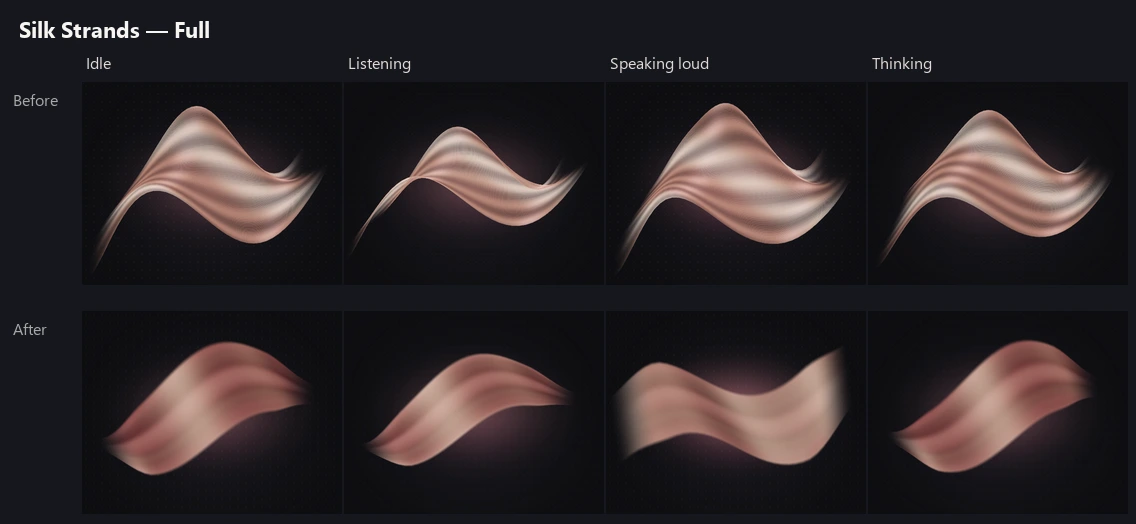 Silk Strands — Full
Idle
Listening
Speaking loud
Thinking
Before
After